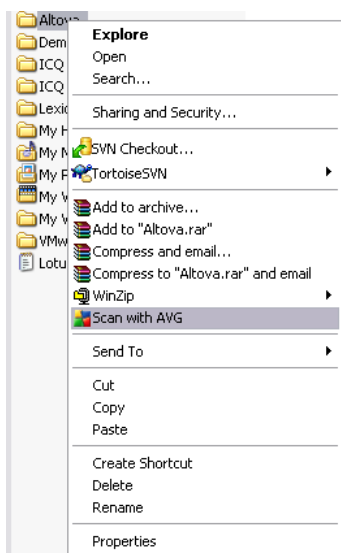 Altova
Dem
ICQ
ICQ
Lexic
My H
My M
My P
My V
My V
VMw
Lotu
Explore
Open
Search...
Sharing and Security...
SVN Checkout...
TortoiseSVN
Add to archive...
Add to "Altova.rar"
Compress and email...
Compress to "Altova.rar" and email
WinZip
Scan with AVG
Send To
Cut
Copy
Paste
Create Shortcut
Delete
Rename
Properties